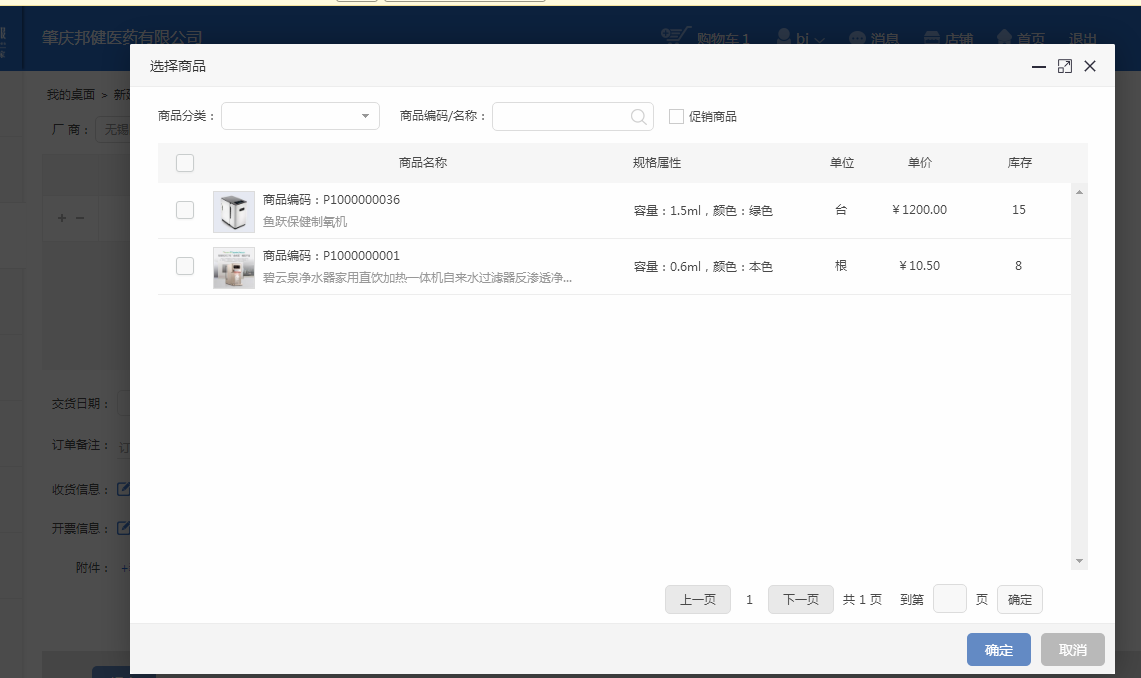 肇庆邦健医药有限公司
购物车 1
bj
消息
店铺
首页
退出
选择商品
我的桌面 > 新
厂 商：
无锡
商品分类：
商品编码/名称：
促销商品
商品名称
规格属性
单位
单价
库存
商品编码：P1000000036
鱼跃保健制氧机
容量：1.5ml，颜色：绿色
台
￥1200.00
15
商品编码：P1000000001
碧云泉净水器家用直饮加热一体机自来水过滤器反渗透净...
容量：0.6ml，颜色：本色
根
￥10.50
8
交货日期：
订单备注：
订
收货信息：
开票信息：
附件：
+
上一页
1
下一页
共 1 页
到第
页
确定
确定
取消